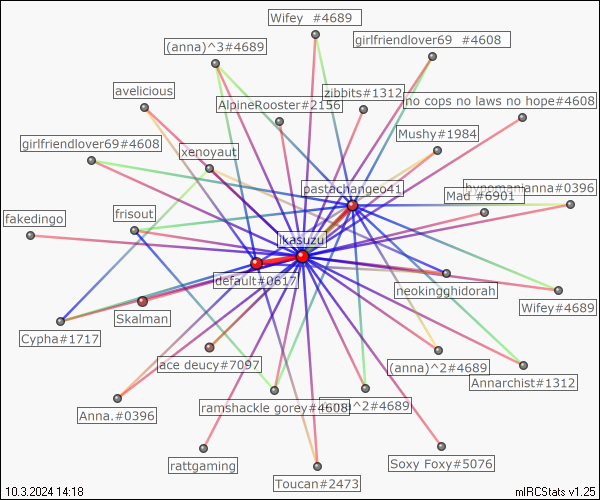 Wifey #4689
girlfriendlover69 #4608
(anna)^3#4689
avelicious
zibbits#1312
AlpineRooster#2156
no cops no laws no hope#4608
Mushy#1984
girlfriendlover69#4608
xenoyaut
pastachangeo41
hypomanianna#0396
Mad #6901
fakedingo
frisout
ikasuzu
default#0617
neokingghidorah
Wifey#4689
Skalman
Cypha#1717
ace deucy#7097
(anna)^2#4689
Annarchist#1312
Anna.#0396
ramshackle gorey#4608
^2#4689
rattgaming
Soxy Foxy#5076
Toucan#2473
10.3.2024 14:18
mIRCStats v1.25